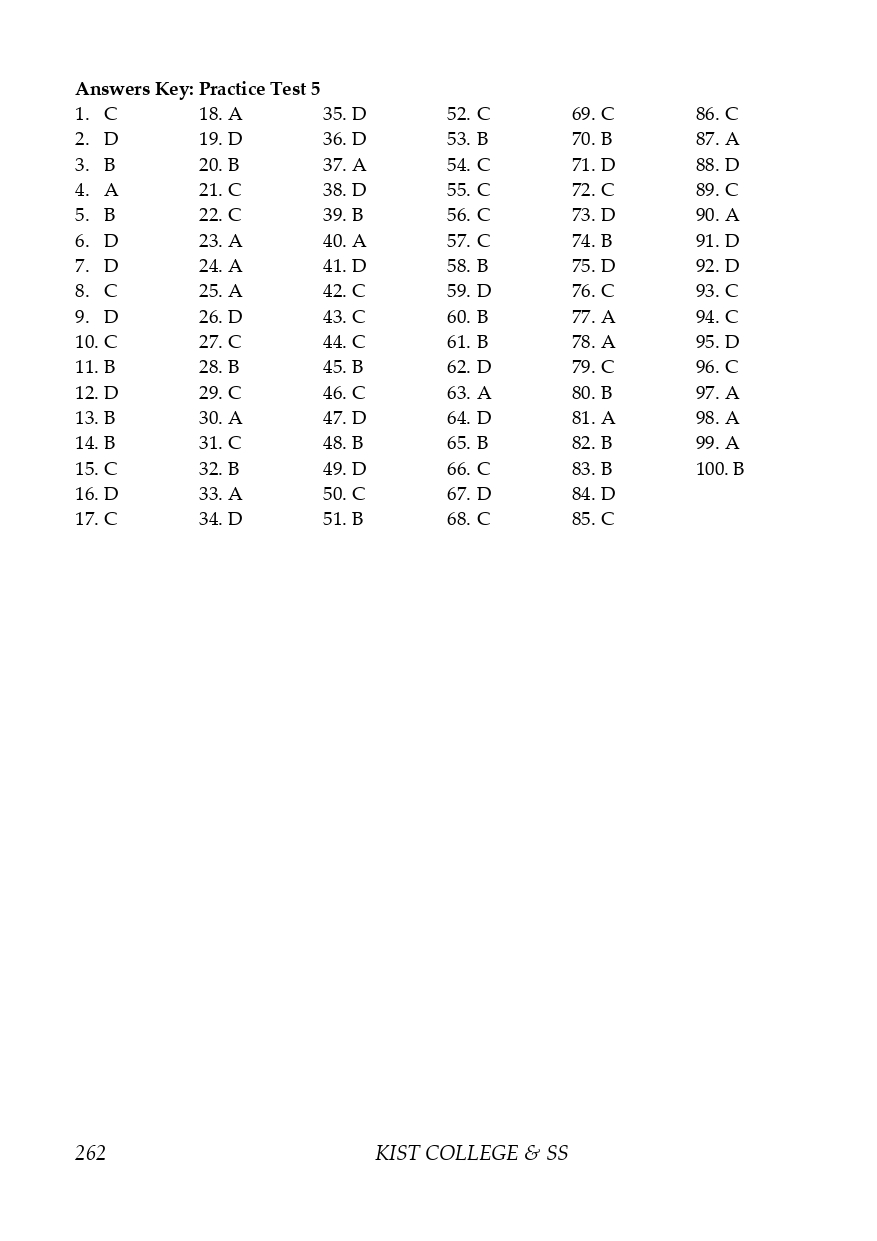 Answers Key: Practice Test 5
1. C
2. D
3. B
4. A
5. B
6. D
7. D
8. C
9. D
10. C
11. B
12. D
13. B
14. B
15. C
16. D
17. C
18. A
19. D
20. B
21. C
22. C
23. A
24. A
25. A
26. D
27. C
28. B
29. C
30. A
31. C
32. B
33. A
34. D
35. D
36. D
37. A
38. D
39. B
40. A
41. D
42. C
43. C
44. C
45. B
46. C
47. D
48. B
49. D
50. C
51. B
52. C
53. B
54. C
55. C
56. C
57. C
58. B
59. D
60. B
61. B
62. D
63. A
64. D
65. B
66. C
67. D
68. C
69. C
70. B
71. D
72. C
73. D
74. B
75. D
76. C
77. A
78. A
79. C
80. B
81. A
82. B
83. B
84. D
85. C
86. C
87. A
88. D
89. C
90. A
91. D
92. D
93. C
94. C
95. D
96. C
97. A
98. A
99. A
100. B
262 KIST COLLEGE & SS